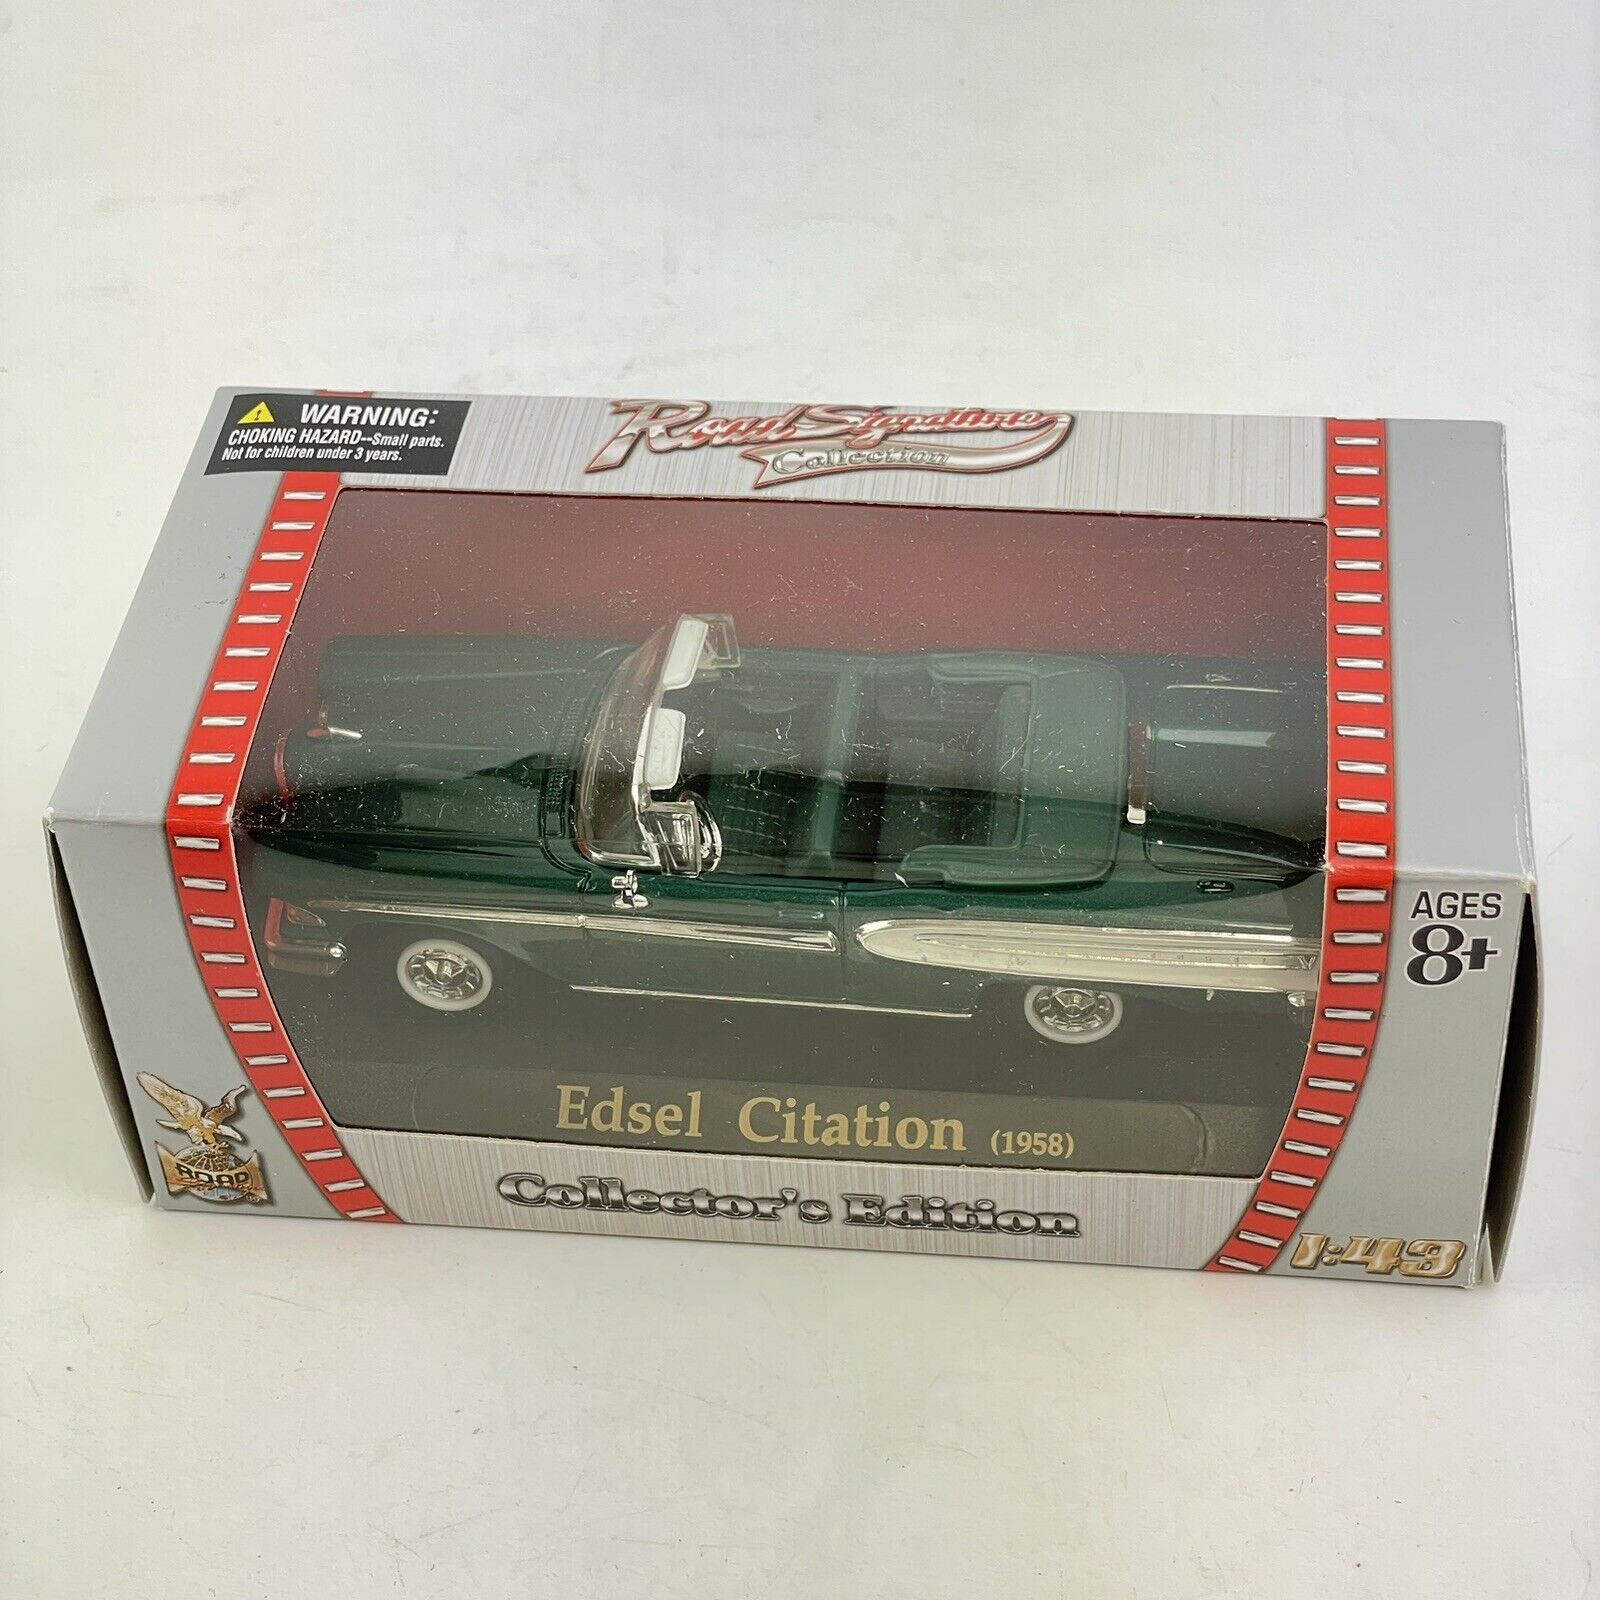 WARNING:
CHOKING HAZARD--Small parts.
Not for children under 3 years.
Road Signature
Collection
AGES
8+
Edsel Citation (1958)
Collector's Edition
ROAD
1:43